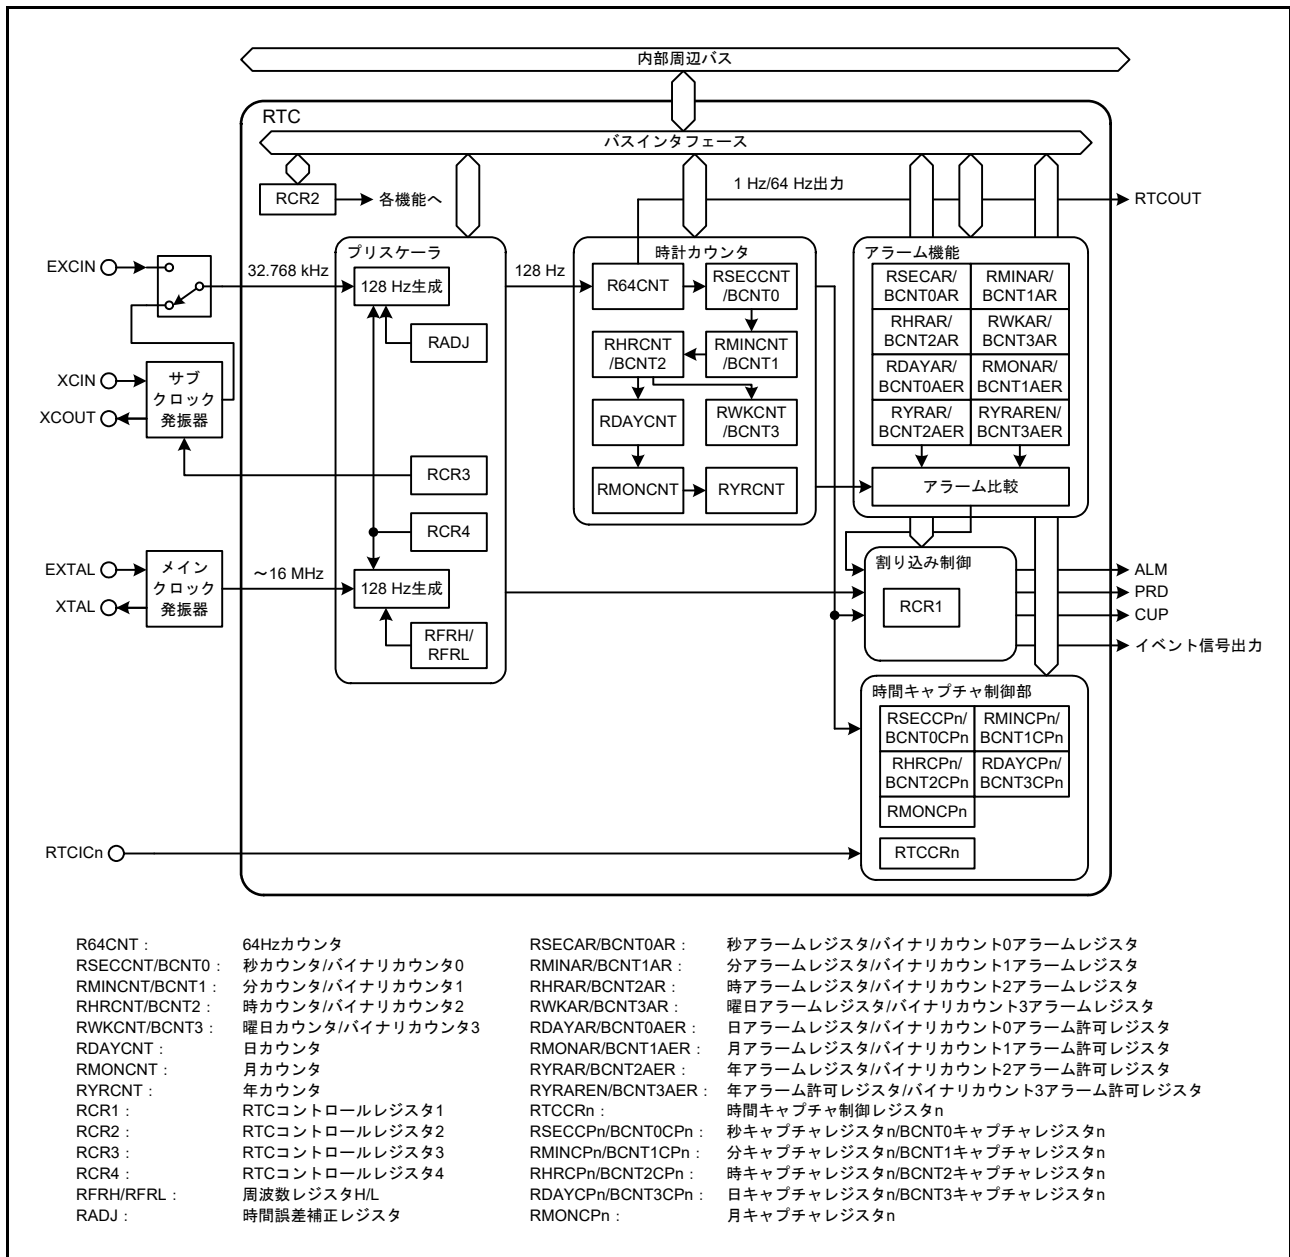 内部周辺バス
RTC
バスインタフェース
RCR2
各機能へ
1 Hz/64 Hz出力
RTCOUT
EXCIN
32.768 kHz
プリスケーラ
128 Hz生成
RADJ
128 Hz
時計カウンタ
R64CNT
RSECCNT
/BCNT0
RHRCNT
/BCNT2
RMINCNT
/BCNT1
RDAYCNT
RWKCNT
/BCNT3
RMONCNT
RYRCNT
アラーム機能
RSECAR/
BCNT0AR
RMINAR/
BCNT1AR
RHRAR/
BCNT2AR
RWKAR/
BCNT3AR
RDAYAR/
BCNT0AER
RMONAR/
BCNT1AER
RYRAR/
BCNT2AER
RYRAREN/
BCNT3AER
アラーム比較
XCIN
XCOUT
サブ
クロック
発振器
RCR3
RCR4
EXTAL
XTAL
メイン
クロック
発振器
~16 MHz
128 Hz生成
RFRH/
RFRL
割り込み制御
RCR1
ALM
PRD
CUP
イベント信号出力
時間キャプチャ制御部
RSECCPn/
BCNT0CPn
RMINCPn/
BCNT1CPn
RHRCPn/
BCNT2CPn
RDAYCPn/
BCNT3CPn
RMONCPn
RTCCRn
RTCICn
R64CNT : 64Hzカウンタ
RSECCNT/BCNT0 : 秒カウンタ/バイナリカウンタ0
RMINCNT/BCNT1 : 分カウンタ/バイナリカウンタ1
RHRCNT/BCNT2 : 時カウンタ/バイナリカウンタ2
RWKCNT/BCNT3 : 曜日カウンタ/バイナリカウンタ3
RDAYCNT : 日カウンタ
RMONCNT : 月カウンタ
RYRCNT : 年カウンタ
RCR1 : RTCコントロールレジスタ1
RCR2 : RTCコントロールレジスタ2
RCR3 : RTCコントロールレジスタ3
RCR4 : RTCコントロールレジスタ4
RFRH/RFRL : 周波数レジスタH/L
RADJ : 時間誤差補正レジスタ
RSECAR/BCNT0AR : 秒アラームレジスタ/バイナリカウント0アラームレジスタ
RMINAR/BCNT1AR : 分アラームレジスタ/バイナリカウント1アラームレジスタ
RHRAR/BCNT2AR : 時アラームレジスタ/バイナリカウント2アラームレジスタ
RWKAR/BCNT3AR : 曜日アラームレジスタ/バイナリカウント3アラームレジスタ
RDAYAR/BCNT0AER : 日アラームレジスタ/バイナリカウント0アラーム許可レジスタ
RMONAR/BCNT1AER : 月アラームレジスタ/バイナリカウント1アラーム許可レジスタ
RYRAR/BCNT2AER : 年アラームレジスタ/バイナリカウント2アラーム許可レジスタ
RYRAREN/BCNT3AER : 年アラーム許可レジスタ/バイナリカウント3アラーム許可レジスタ
RTCCRn : 時間キャプチャ制御レジスタn
RSECCPn/BCNT0CPn : 秒キャプチャレジスタn/BCNT0キャプチャレジスタn
RMINCPn/BCNT1CPn : 分キャプチャレジスタn/BCNT1キャプチャレジスタn
RHRCPn/BCNT2CPn : 時キャプチャレジスタn/BCNT2キャプチャレジスタn
RDAYCPn/BCNT3CPn : 日キャプチャレジスタn/BCNT3キャプチャレジスタn
RMONCPn : 月キャプチャレジスタn